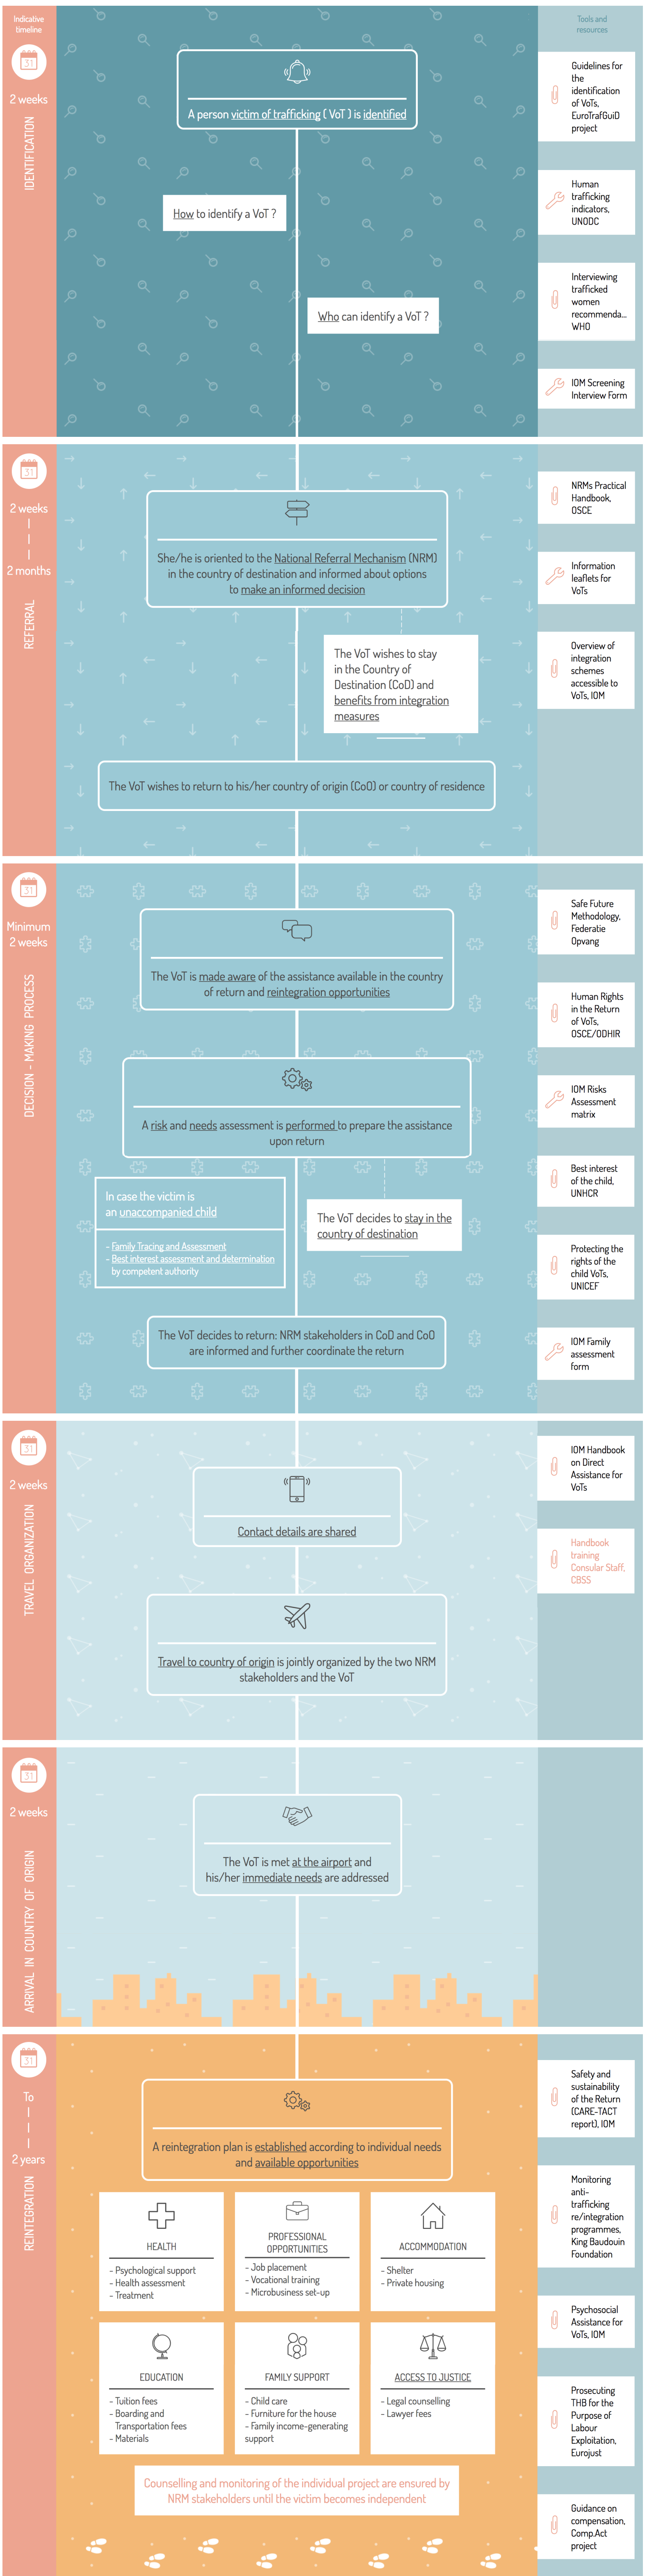 Indicative
timeline
31
2 weeks
IDENTIFICATION
A person victim of trafficking ( VoT ) is identified
How to identify a VoT ?
Who can identify a VoT ?
Tools and
resources
Guidelines for
the
identification
of VoTs,
EuroTrafGuiD
project
Human
trafficking
indicators,
UNODC
Interviewing
trafficked
women
recommenda...
WHO
IOM Screening
Interview Form
31
2 weeks
2 months
REFERRAL
She/he is oriented to the National Referral Mechanism (NRM)
in the country of destination and informed about options
to make an informed decision
The VoT wishes to stay
in the Country of
Destination (CoD) and
benefits from integration
measures
The VoT wishes to return to his/her country of origin (CoO) or country of residence
NRMs Practical
Handbook,
OSCE
Information
leaflets for
VoTs
Overview of
integration
schemes
accessible to
VoTs, IOM
31
Minimum
2 weeks
DECISION - MAKING PROCESS
The VoT is made aware of the assistance available in the country
of return and reintegration opportunities
A risk and needs assessment is performed to prepare the assistance
upon return
In case the victim is
an unaccompanied child
- Family Tracing and Assessment
- Best interest assessment and determination
by competent authority
The VoT decides to stay in the
country of destination
The VoT decides to return: NRM stakeholders in CoD and CoO
are informed and further coordinate the return
Safe Future
Methodology,
Federatie
Opvang
Human Rights
in the Return
of VoTs,
OSCE/ODHIR
IOM Risks
Assessment
matrix
Best interest
of the child,
UNHCR
Protecting the
rights of the
child VoTs,
UNICEF
IOM Family
assessment
form
31
2 weeks
TRAVEL ORGANIZATION
Contact details are shared
Travel to country of origin is jointly organized by the two NRM
stakeholders and the VoT
IOM Handbook
on Direct
Assistance for
VoTs
Handbook
training
Consular Staff,
CBSS
31
2 weeks
ARRIVAL IN COUNTRY OF ORIGIN
The VoT is met at the airport and
his/her immediate needs are addressed
31
To
2 years
REINTEGRATION
A reintegration plan is established according to individual needs
and available opportunities
HEALTH
- Psychological support
- Health assessment
- Treatment
PROFESSIONAL
OPPORTUNITIES
- Job placement
- Vocational training
- Microbusiness set-up
ACCOMMODATION
- Shelter
- Private housing
EDUCATION
- Tuition fees
- Boarding and
Transportation fees
- Materials
FAMILY SUPPORT
- Child care
- Furniture for the house
- Family income-generating
support
ACCESS TO JUSTICE
- Legal counselling
- Lawyer fees
Counselling and monitoring of the individual project are ensured by
NRM stakeholders until the victim becomes independent
Safety and
sustainability
of the Return
(CARE-TACT
report), IOM
Monitoring
anti-
trafficking
re/integration
programmes,
King Baudouin
Foundation
Psychosocial
Assistance for
VoTs, IOM
Prosecuting
THB for the
Purpose of
Labour
Exploitation,
Eurojust
Guidance on
compensation,
Comp.Act
project